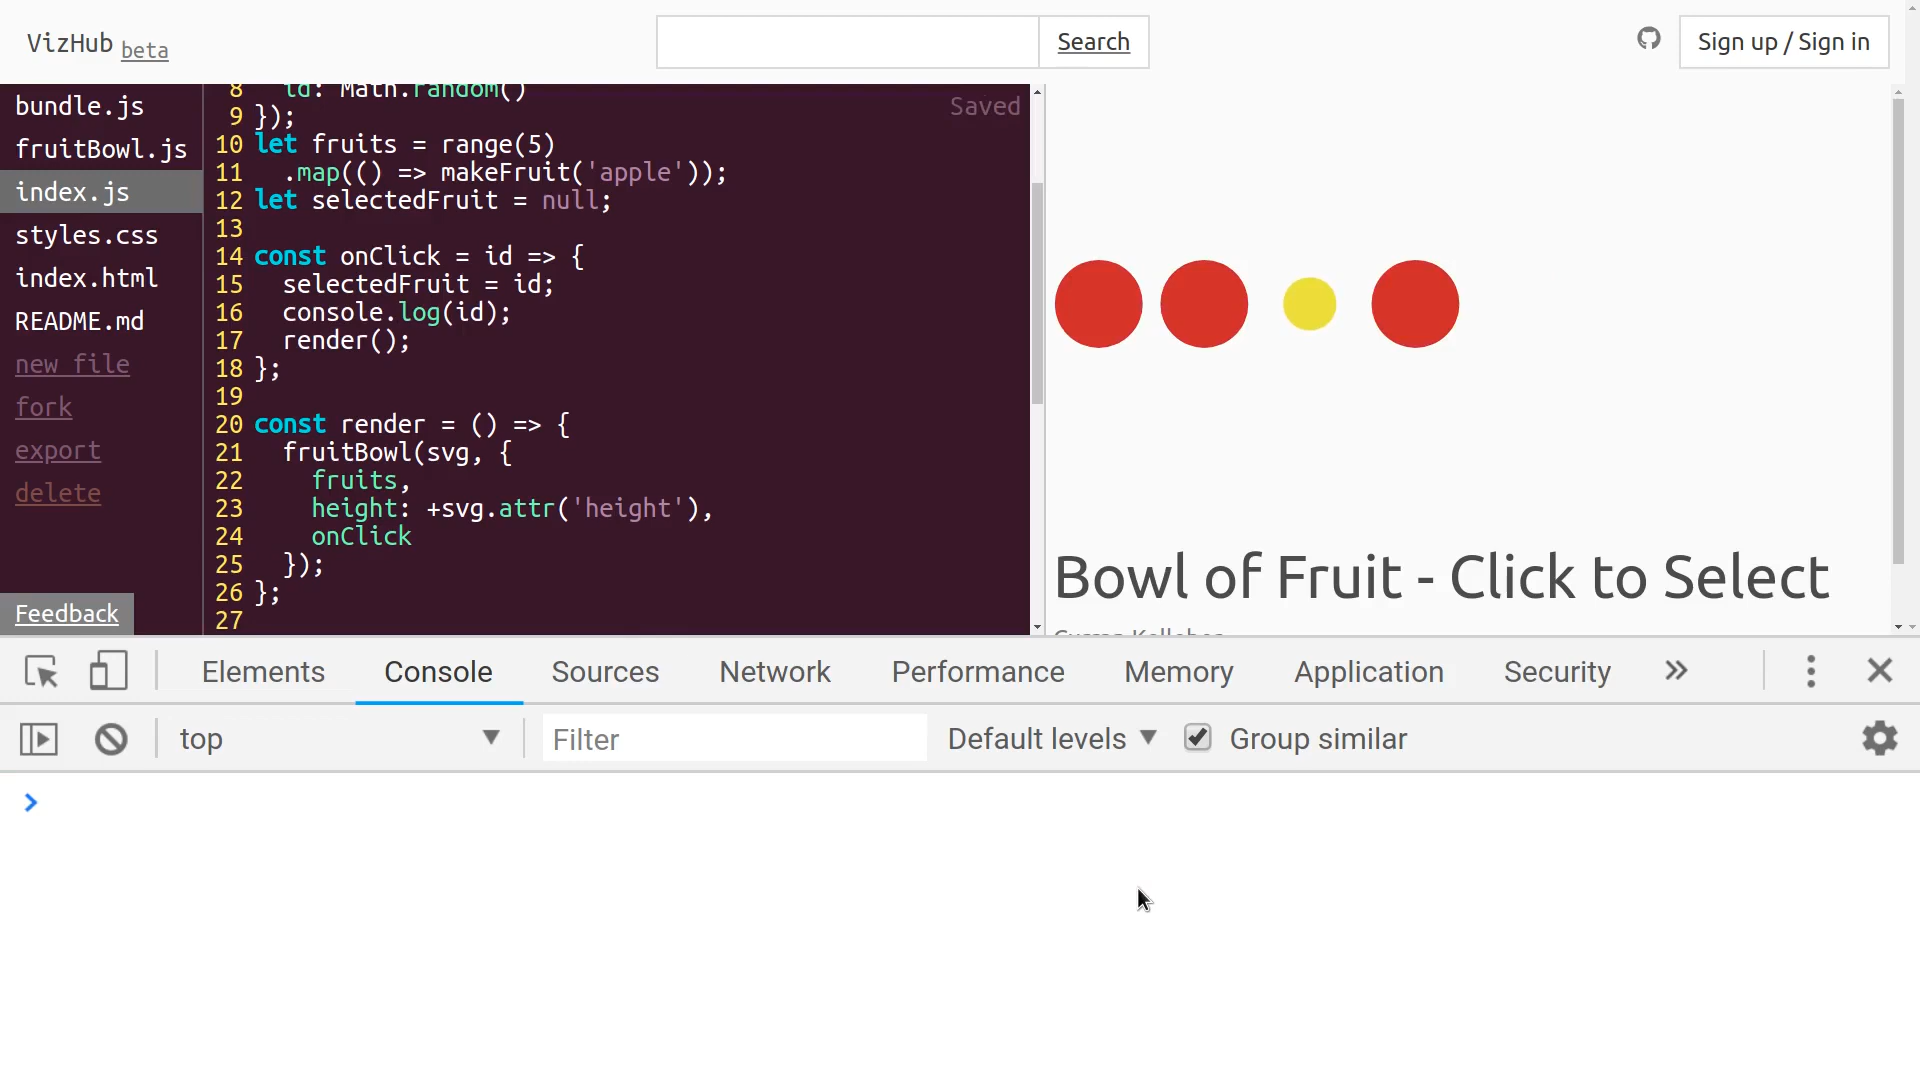 VizHub beta
Search
Sign up / Sign in
bundle.js
fruitBowl.js
index.js
styles.css
index.html
README.md
new file
fork
export
delete
Feedback
Saved
8 id: Math.random()
9 });
10 let fruits = range(5)
11 .map(() => makeFruit('apple'));
12 let selectedFruit = null;
13
14 const onClick = id => {
15 selectedFruit = id;
16 console.log(id);
17 render();
18 };
19
20 const render = () => {
21 fruitBowl(svg, {
22 fruits,
23 height: +svg.attr('height'),
24 onClick
25 });
26 };
27
Bowl of Fruit - Click to Select
Elements Console Sources Network Performance Memory Application Security
top Filter Default levels Group similar